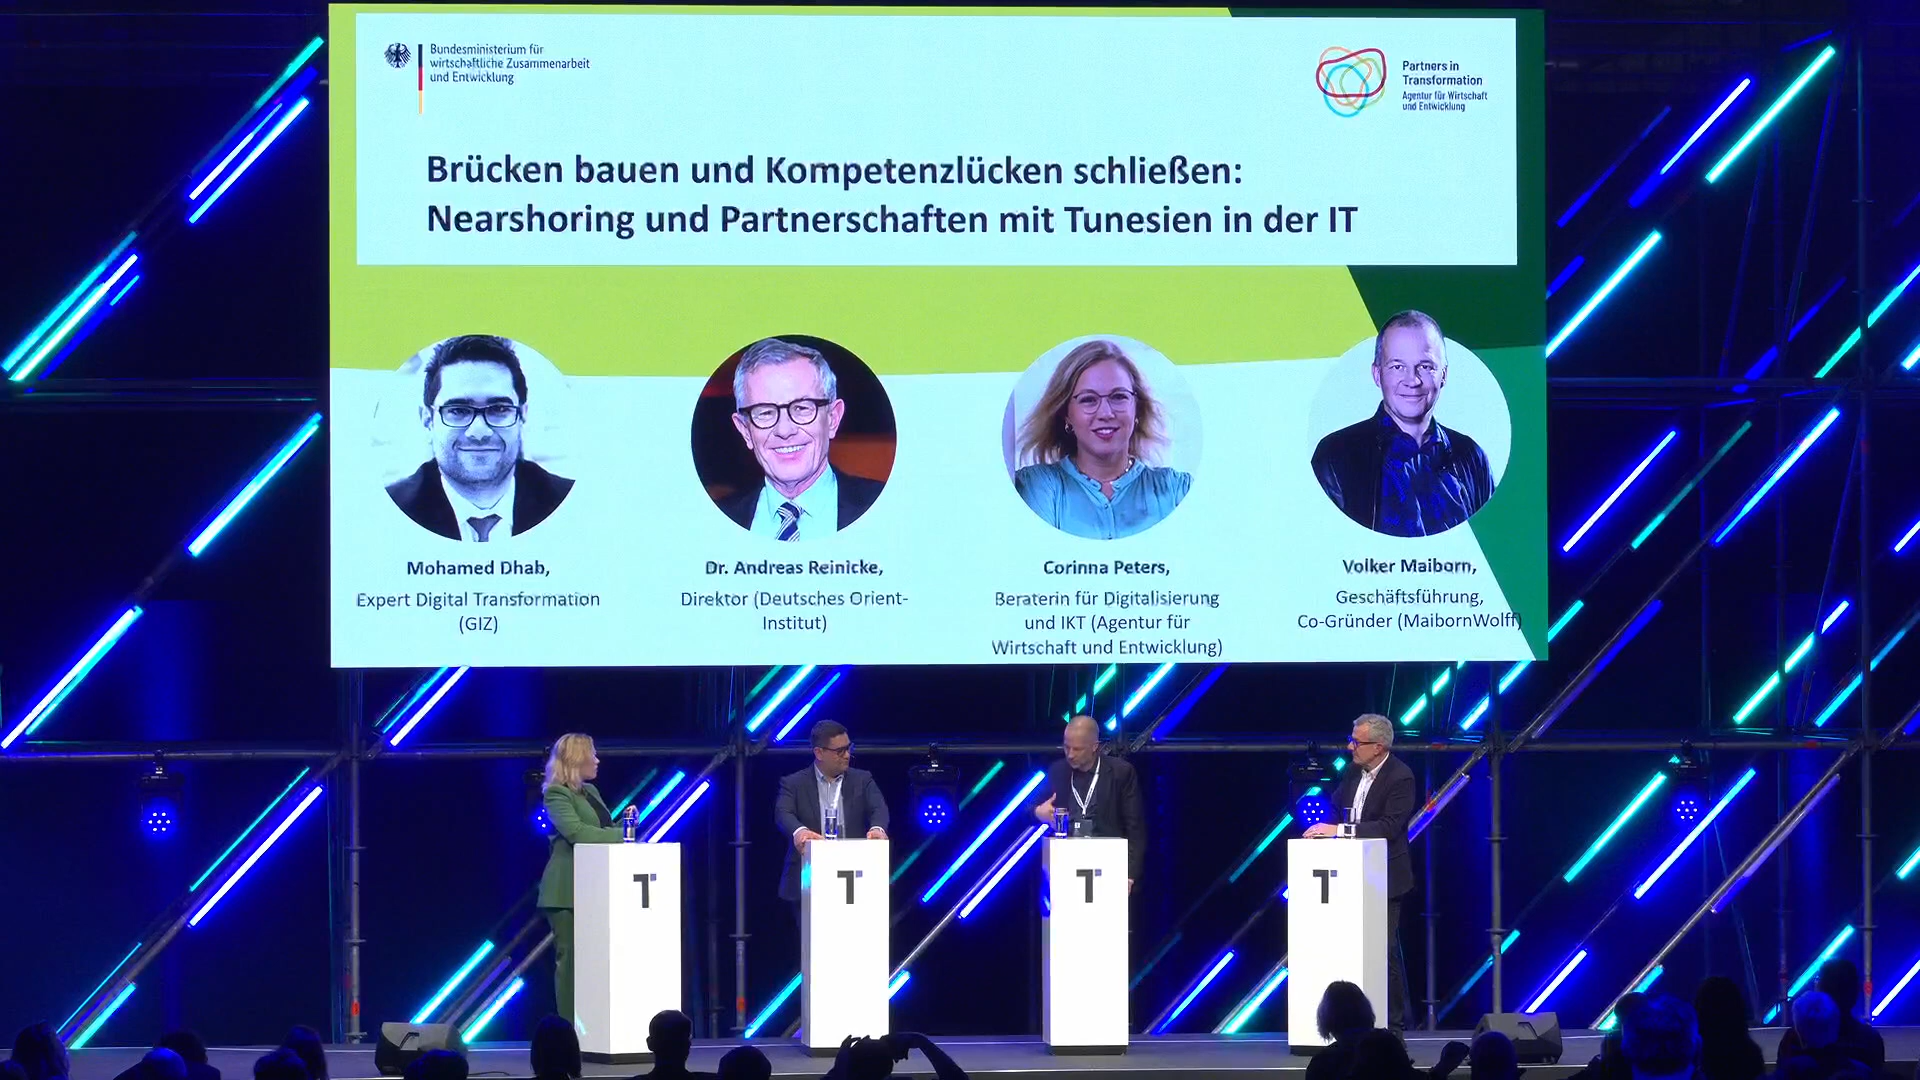 Bundesministerium für
wirtschaftliche Zusammenarbeit
und Entwicklung
Partners in
Transformation
Agentur für Wirtschaft
und Entwicklung
Brücken bauen und Kompetenzlücken schließen:
Nearshoring und Partnerschaften mit Tunesien in der IT
Mohamed Dhab,
Expert Digital Transformation
(GIZ)
Dr. Andreas Reinicke,
Direktor (Deutsches Orient-
Institut)
Corinna Peters,
Beraterin für Digitalisierung
und IKT (Agentur für
Wirtschaft und Entwicklung)
Volker Maiborn,
Geschäftsführung,
Co-Gründer (MaibornWolff)
T
T
T
T